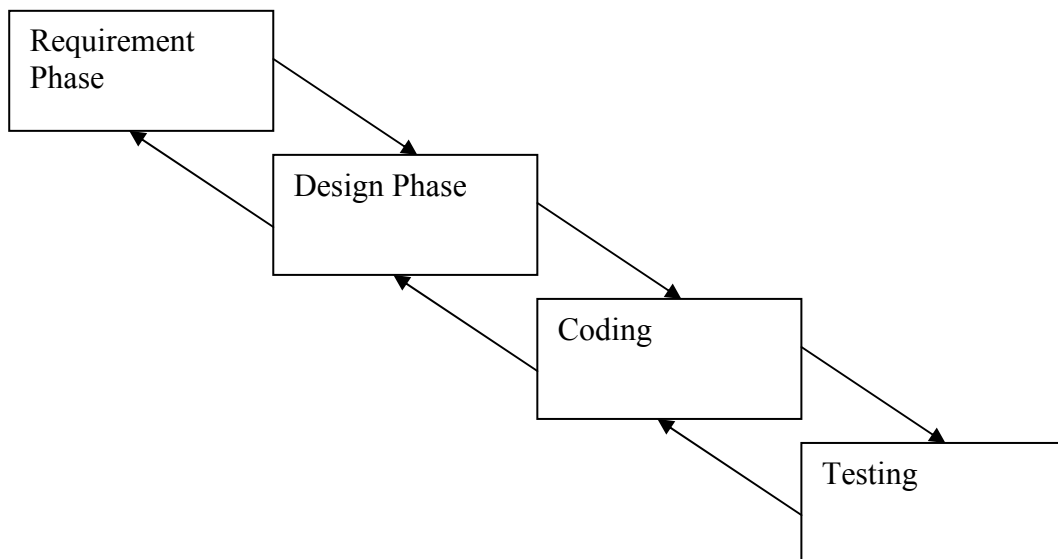 Requirement
Phase
Design Phase
Coding
Testing